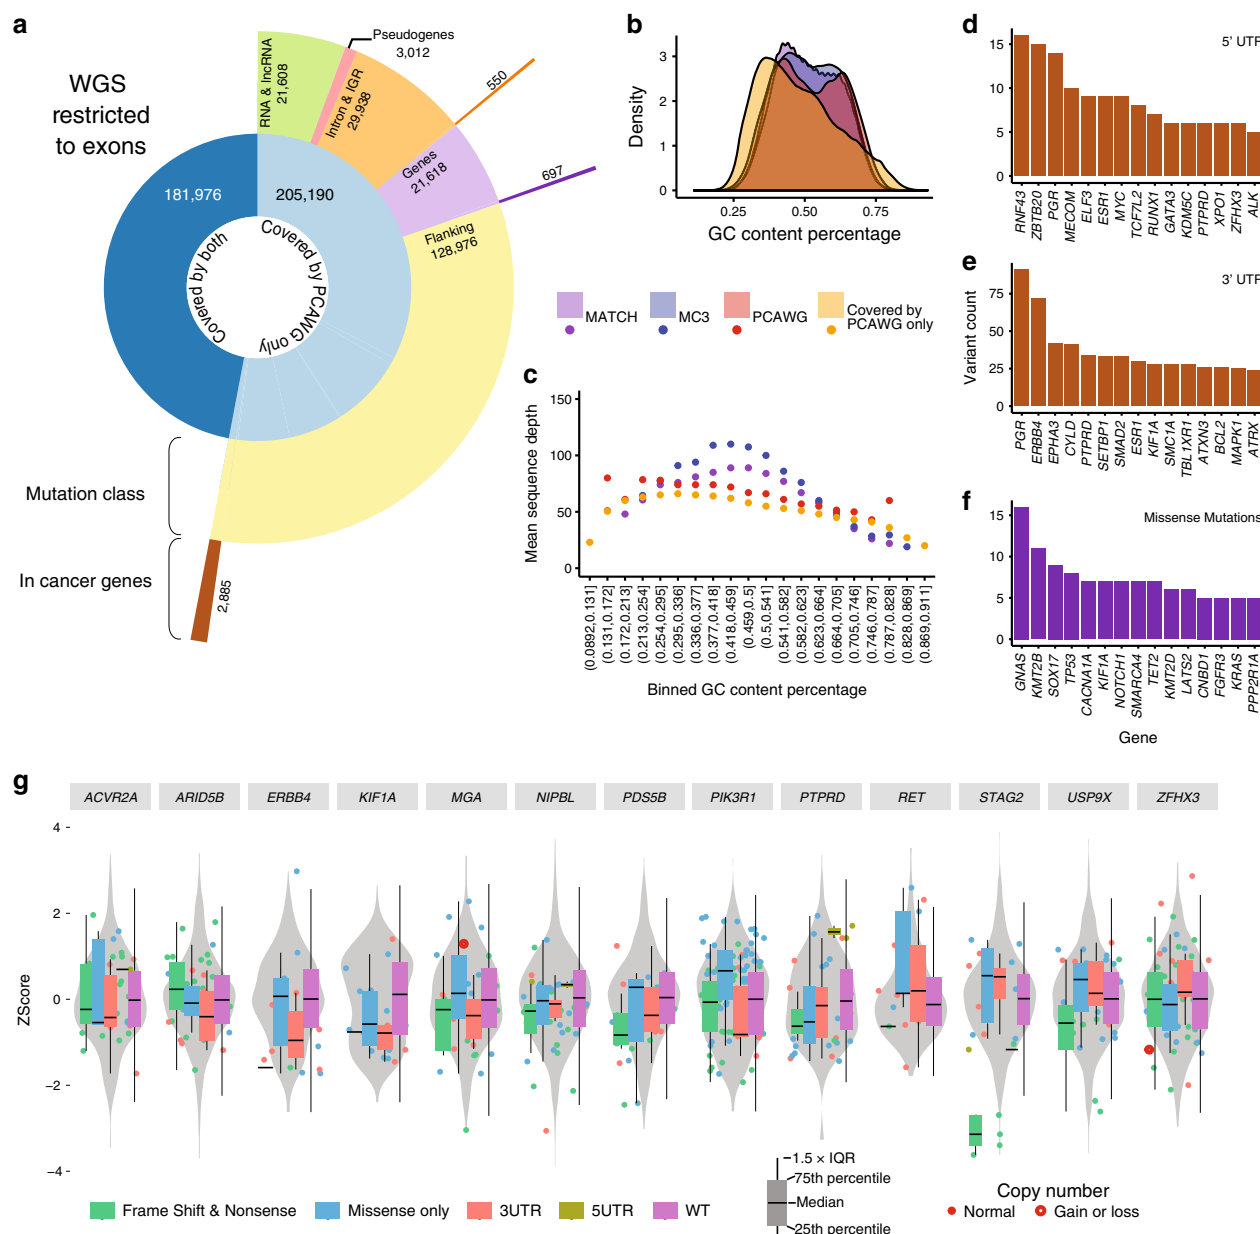 a
WGS
restricted
to exons
RNA & lncRNA
21,608
Pseudogenes
3,012
Intron & IGR
29,938
550
Genes
21,618
697
Flanking
128,976
181,976
205,190
Covered by both
Covered by PCAWG only
Mutation class
In cancer genes
2,885
b
Density
3
2
1
0
0.25
0.50
0.75
GC content percentage
MATCH
MC3
PCAWG
Covered by
PCAWG only
c
Mean sequence depth
150
100
50
0
(0.0892,0.131]
(0.131,0.172]
(0.172,0.213]
(0.213,0.254]
(0.254,0.295]
(0.295,0.336]
(0.336,0.377]
(0.377,0.418]
(0.418,0.459]
(0.459,0.5]
(0.5,0.541]
(0.541,0.582]
(0.582,0.623]
(0.623,0.664]
(0.664,0.705]
(0.705,0.746]
(0.746,0.787]
(0.787,0.828]
(0.828,0.869]
(0.869,0.911]
Binned GC content percentage
d
5' UTF
15
10
5
0
RNF43
ZBTB20
PGR
MECOM
ELF3
ESR1
MYC
TCF7L2
RUNX1
GATA3
KDM5C
PTPRD
XPO1
ZFHX3
ALK
e
3' UTF
Variant count
75
50
25
0
PGR
ERBB4
EPHA3
CYLD
PTPRD
SETBP1
SMAD2
ESR1
KIF1A
SMC1A
TBL1XR1
ATXN3
BCL2
MAPK1
ATRX
f
Missense Mutations
15
10
5
0
GNAS
KMT2B
SOX17
TP53
CACNA1A
KIF1A
NOTCH1
SMARCA4
TET2
KMT2D
LATS2
CNBD1
FGFR3
KRAS
PPP2R1A
Gene
g
ACVR2A
ARID5B
ERBB4
KIF1A
MGA
NIPBL
PDS5B
PIK3R1
PTPRD
RET
STAG2
USP9X
ZFHX3
ZScore
4
2
0
−2
−4
Frame Shift & Nonsense
Missense only
3UTR
5UTR
WT
1.5 × IQR
75th percentile
Median
25th percentile
Copy number
Normal
Gain or loss